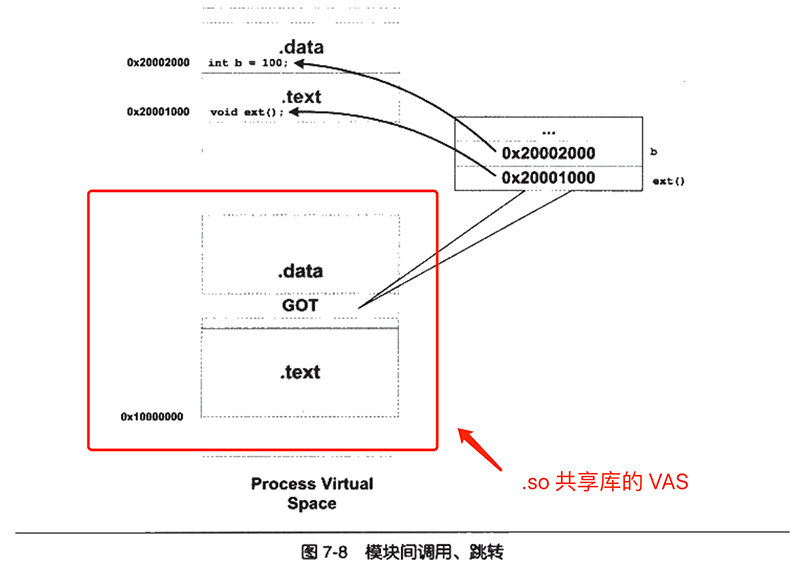 .data
0x20002000 int b = 100;
.text
0x20001000 void ext();
...
0x20002000 b
0x20001000 ext()
.data
GOT
.text
0x10000000
.so 共享库的 VAS
Process Virtual
Space
图 7-8 模块间调用、跳转